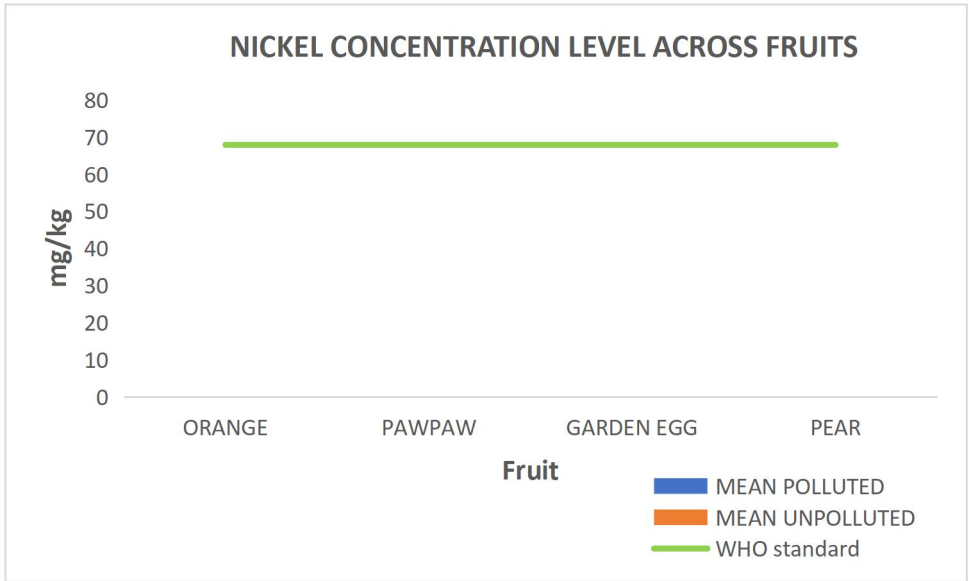 NICKEL CONCENTRATION LEVEL ACROSS FRUITS
80
70
60
50
40
30
20
10
0
mg/kg
ORANGE PAWPAW GARDEN EGG PEAR
Fruit
MEAN POLLUTED
MEAN UNPOLLUTED
WHO standard